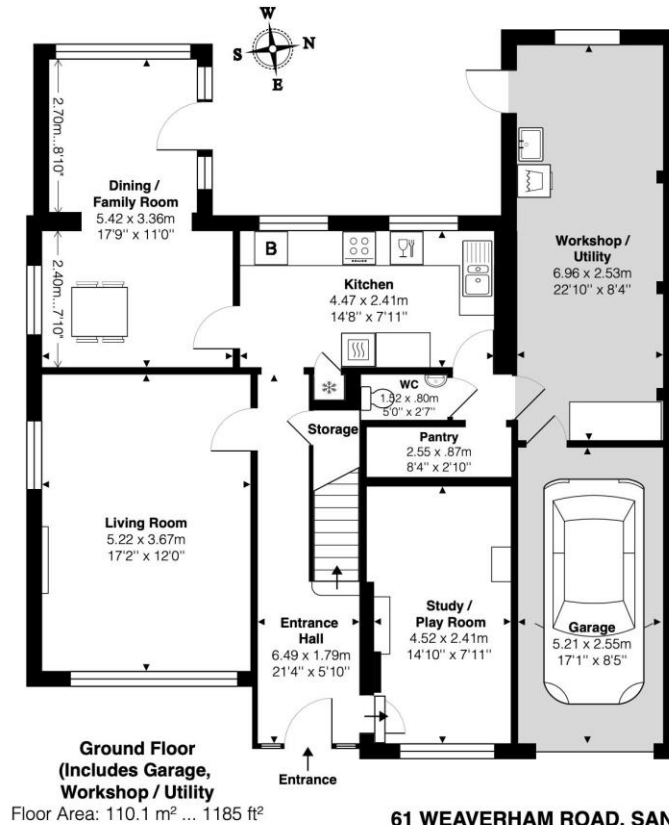 W
S
N
E
2.70m...8'10"
Dining /
Family Room
5.42 x 3.36m
17'9" x 11'0"
2.40m...7'10"
B
Kitchen
4.47 x 2.41m
14'8" x 7'11"
Workshop /
Utility
6.96 x 2.53m
22'10" x 8'4"
WC
1.52 x .80m
5'0" x 2'7"
Storage
Pantry
2.55 x .87m
8'4" x 2'10"
Living Room
5.22 x 3.67m
17'2" x 12'0"
Entrance
Hall
6.49 x 1.79m
21'4" x 5'10"
Study /
Play Room
4.52 x 2.41m
14'10" x 7'11"
Garage
5.21 x 2.55m
17'1" x 8'5"
Entrance
Ground Floor
(Includes Garage,
Workshop / Utility
Floor Area: 110.1 m² ... 1185 ft²
61 WEAVERHAM ROAD, SAN